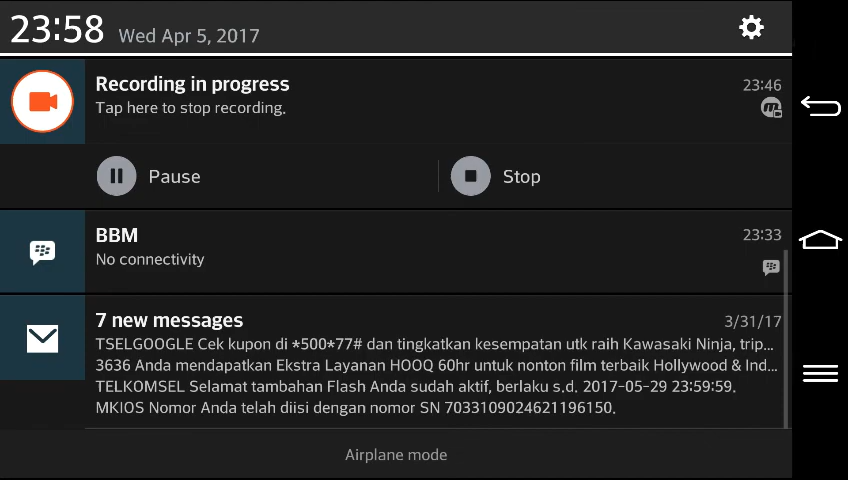 23:58 Wed Apr 5, 2017
Recording in progress 23:46
Tap here to stop recording.
Pause Stop
BBM 23:33
No connectivity
7 new messages 3/31/17
TSELGOOGLE Cek kupon di *500*77# dan tingkatkan kesempatan utk raih Kawasaki Ninja, trip...
3636 Anda mendapatkan Ekstra Layanan HOOQ 60hr untuk nonton film terbaik Hollywood & Ind...
TELKOMSEL Selamat tambahan Flash Anda sudah aktif, berlaku s.d. 2017-05-29 23:59:59.
MKIOS Nomor Anda telah diisi dengan nomor SN 7033109024621196150.
Airplane mode